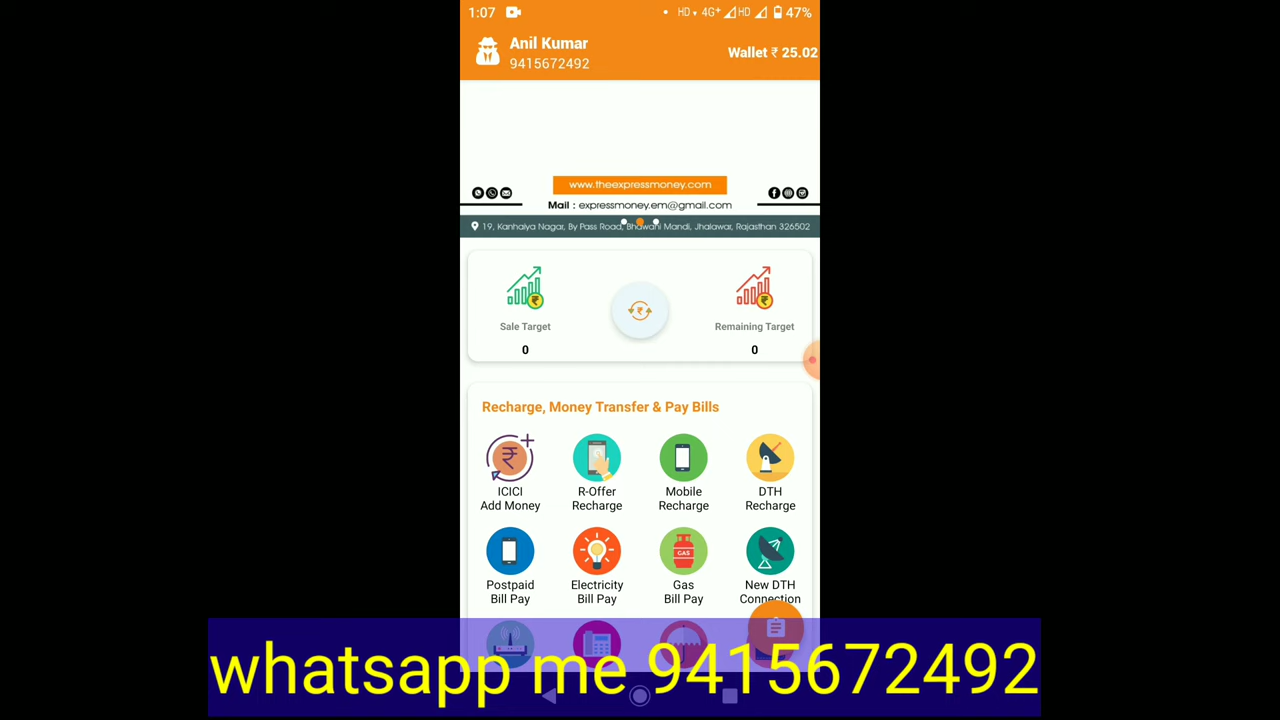 1:07 HD 4G+ HD 47%
Anil Kumar
9415672492
Wallet ₹ 25.02
www.theexpressmoney.com
Mail : expressmoney.em@gmail.com
19, Kanhaiya Nagar, By Pass Road, Bhawani Mandi, Jhalawar, Rajasthan 326502
Sale Target
0
Remaining Target
0
Recharge, Money Transfer & Pay Bills
ICICI
Add Money
R-Offer
Recharge
Mobile
Recharge
DTH
Recharge
Postpaid
Bill Pay
Electricity
Bill Pay
GAS
Gas
Bill Pay
New DTH
Connection
whatsapp me 9415672492